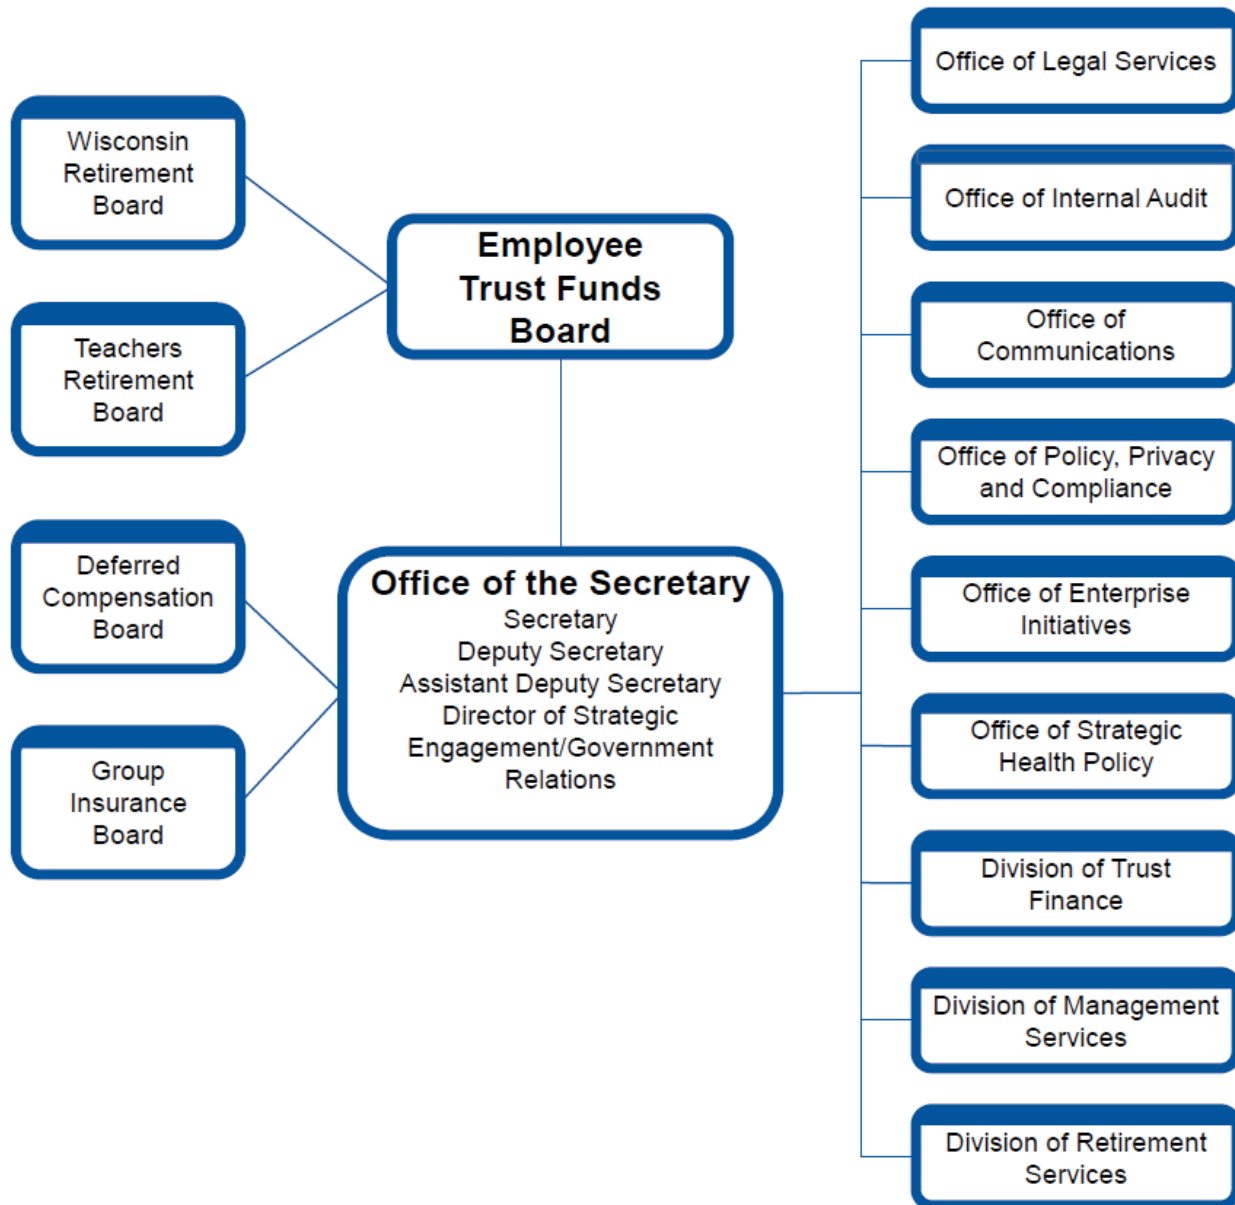 Wisconsin
Retirement
Board
Teachers
Retirement
Board
Deferred
Compensation
Board
Group
Insurance
Board
Employee
Trust Funds
Board
Office of the Secretary
Secretary
Deputy Secretary
Assistant Deputy Secretary
Director of Strategic
Engagement/Government
Relations
Office of Legal Services
Office of Internal Audit
Office of
Communications
Office of Policy, Privacy
and Compliance
Office of Enterprise
Initiatives
Office of Strategic
Health Policy
Division of Trust
Finance
Division of Management
Services
Division of Retirement
Services